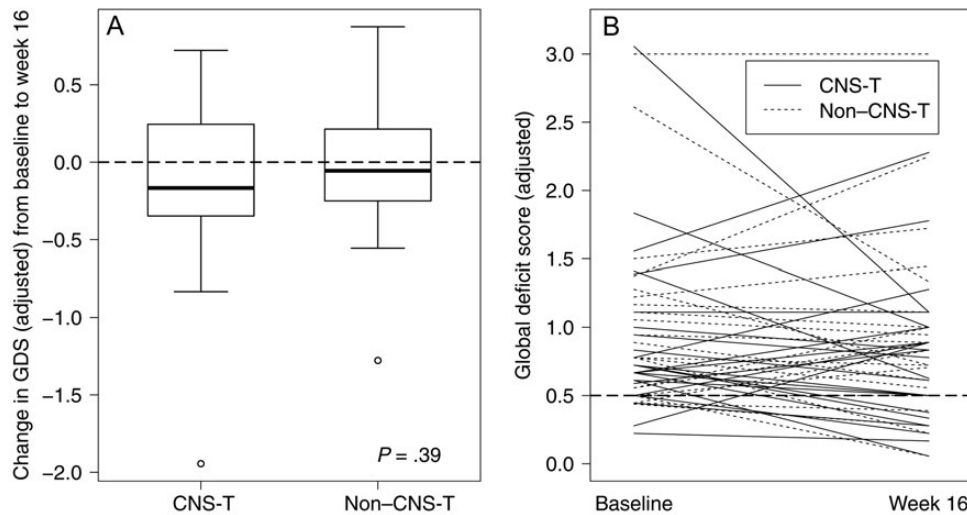 A
Change in GDS (adjusted) from baseline to week 16
0.5
0.0
−0.5
−1.0
−1.5
−2.0
P = .39
CNS-T
Non–CNS-T
B
Global deficit score (adjusted)
3.0
2.5
2.0
1.5
1.0
0.5
0.0
CNS-T
Non–CNS-T
Baseline
Week 16